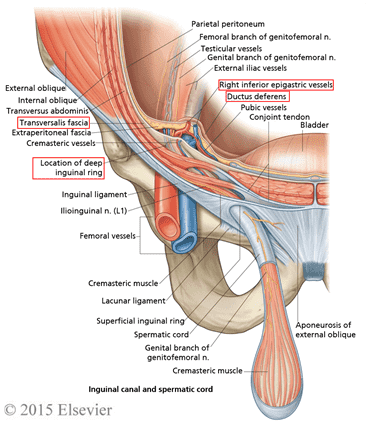 Parietal peritoneum
Femoral branch of genitofemoral n.
Testicular vessels
Genital branch of genitofemoral n.
External iliac vessels
Right inferior epigastric vessels
Ductus deferens
Pubic vessels
Conjoint tendon
Bladder
External oblique
Internal oblique
Transversus abdominis
Transversalis fascia
Extraperitoneal fascia
Cremasteric vessels
Location of deep
inguinal ring
Inguinal ligament
Ilioinguinal n. (L1)
Femoral vessels
Cremasteric muscle
Lacunar ligament
Superficial inguinal ring
Spermatic cord
Genital branch of
genitofemoral n.
Cremasteric muscle
Aponeurosis of
external oblique
Inguinal canal and spermatic cord
© 2015 Elsevier